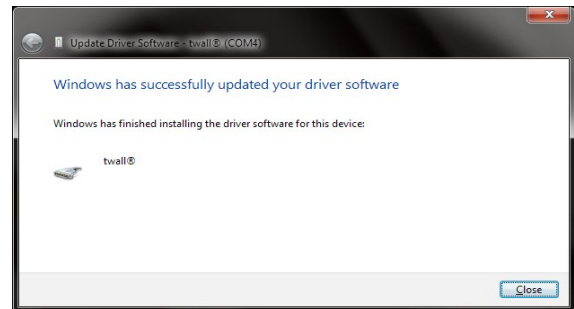 Update Driver Software - twall® (COM4)
Windows has successfully updated your driver software
Windows has finished installing the driver software for this device:
twall®
Close